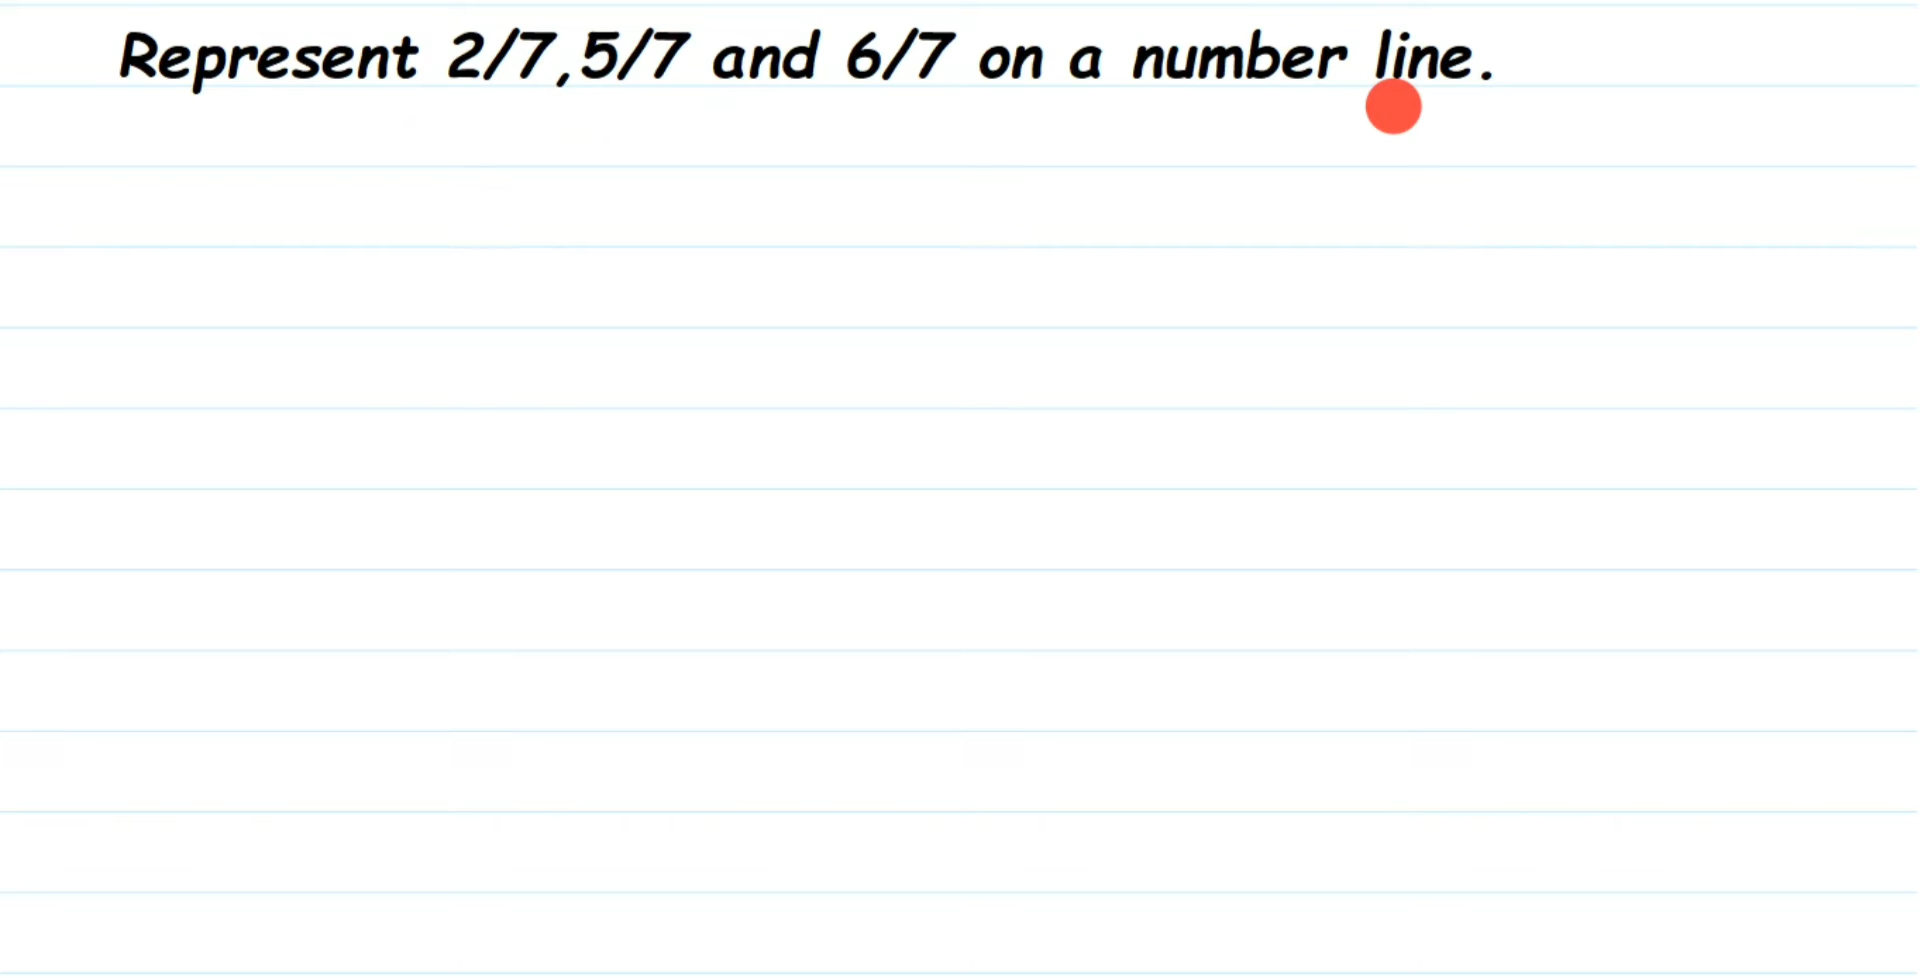 Represent 2/7,5/7 and 6/7 on a number line.